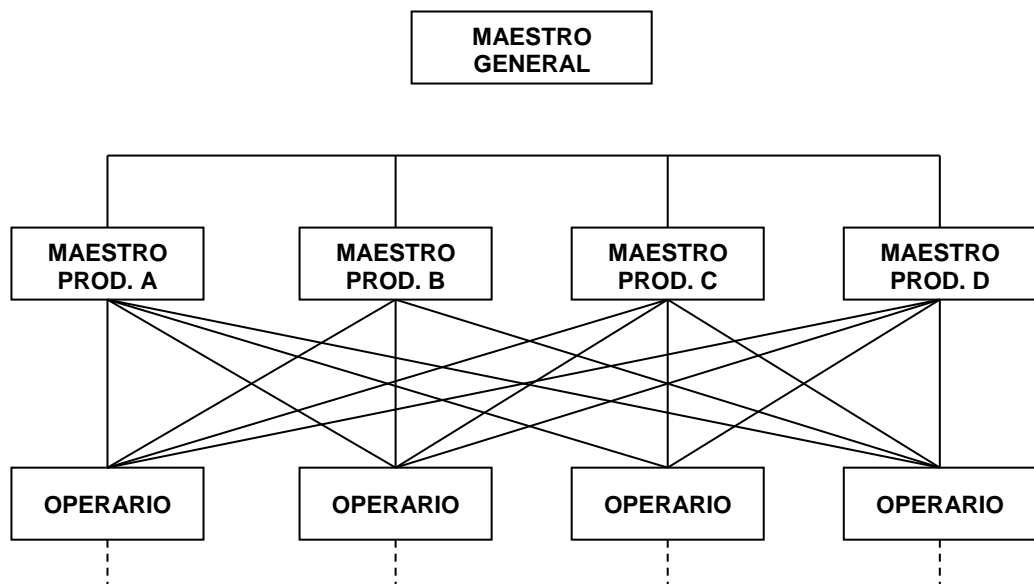 MAESTRO
GENERAL
MAESTRO
PROD. A
MAESTRO
PROD. B
MAESTRO
PROD. C
MAESTRO
PROD. D
OPERARIO
OPERARIO
OPERARIO
OPERARIO